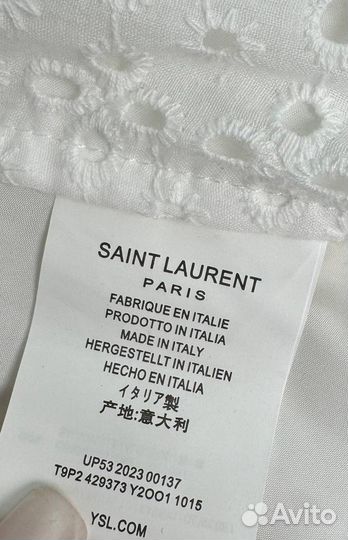 SAINT LAURENT
PARIS
FABRIQUE EN ITALIE
PRODOTTO IN ITALIA
MADE IN ITALY
HERGESTELLT IN ITALIEN
HECHO EN ITALIA
イタリア製
产地:意大利
UP53 2023 00137
T9P2 429373 Y2OO1 1015
YSL.COM
Avito